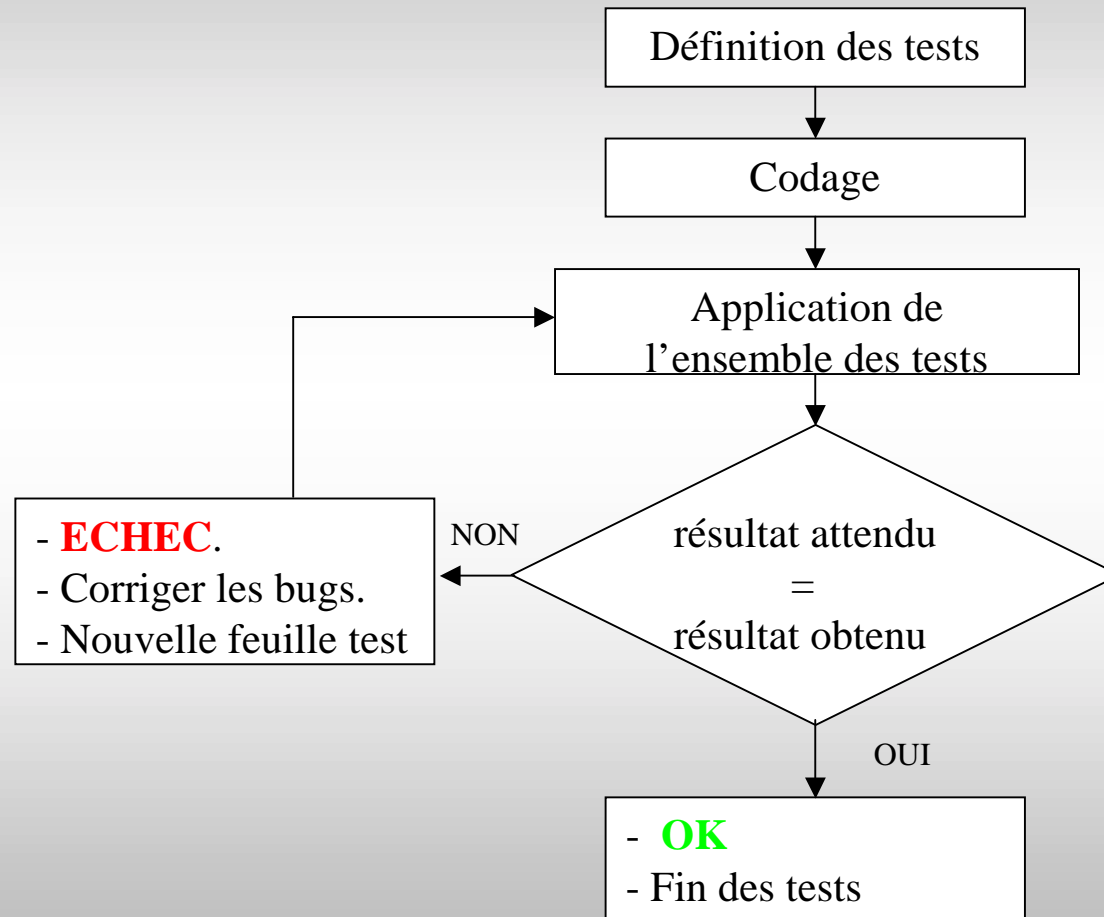 Définition des tests
Codage
Application de
l’ensemble des tests
résultat attendu
=
résultat obtenu
NON
- ECHEC.
- Corriger les bugs.
- Nouvelle feuille test
OUI
- OK
- Fin des tests